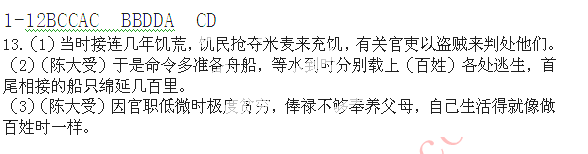 1-12BCCAC BBDDA CD
13.（1）当时接连几年饥荒，饥民抢夺米麦来充饥，有关官吏以盗贼来判处他们。
（2）（陈大受）于是命令多准备舟船，等水到时分别载上（百姓）各处逃生，首
尾相接的船只绵延几百里。
（3）（陈大受）因官职低微时极度贫穷，俸禄不够奉养父母，自己生活得就像做
百姓时一样。